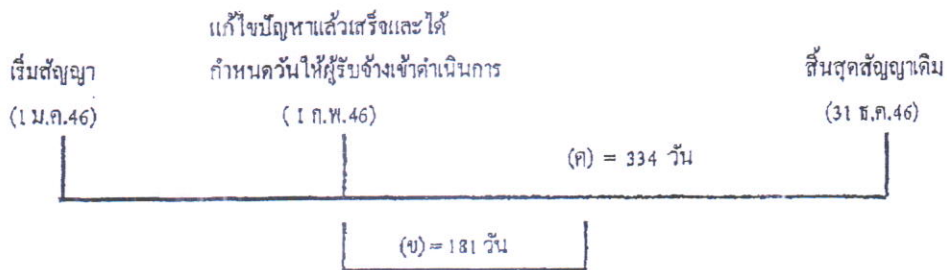 แก้ไขปัญหาแล้วเสร็จและได้
เริ่มสัญญา กำหนดวันให้ผู้รับจ้างเข้าดำเนินการ สิ้นสุดสัญญาเดิม
(1 ม.ค.46) (1 ก.พ.46) (31 ธ.ค.46)
(ค) = 334 วัน
(ข) = 181 วัน